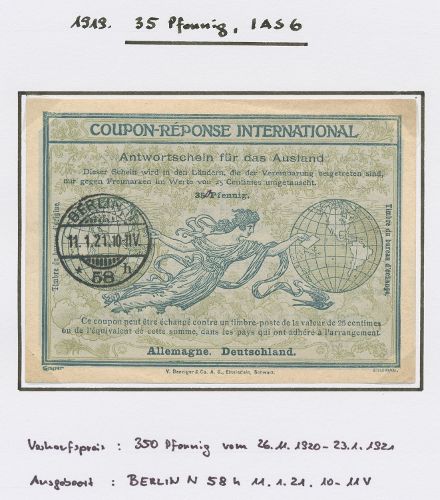 1919. 35 Pfennig, IAS 6
COUPON-RÉPONSE INTERNATIONAL
Antwortschein für das Ausland
Dieser Schein wird in den Ländern, die der Vereinbarung beigetreten sind,
nur gegen Freimarken im Werte von 25 Centimes umgetauscht.
35 Pfennig.
Timbre du bureau d'origine.
BERLIN N
11.1.21.10-11V.
* 58 h
Timbre du bureau d'échange.
Ce coupon peut être échangé contre un timbre-poste de la valeur de 25 centimes
ou de l'équivalent de cette somme, dans les pays qui ont adhéré à l'arrangement.
Allemagne. Deutschland.
V. Benziger & Co. A. G., Einsiedeln, Schweiz.
Verkaufspreis : 350 Pfennig vom 26.11.1920-23.1.1921
Ausgabeort : BERLIN N 58 h 11.1.21. 10-11V